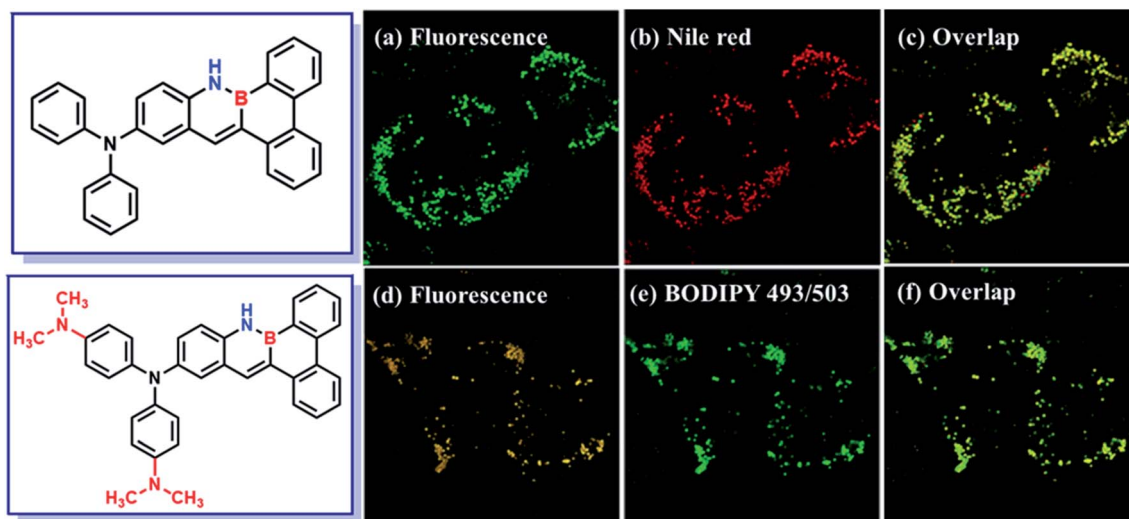 (a) Fluorescence
(b) Nile red
(c) Overlap
H
N
B
N
(d) Fluorescence
(e) BODIPY 493/503
(f) Overlap
CH₃
H₃C
N
H
N
B
N
H₃C
N
CH₃